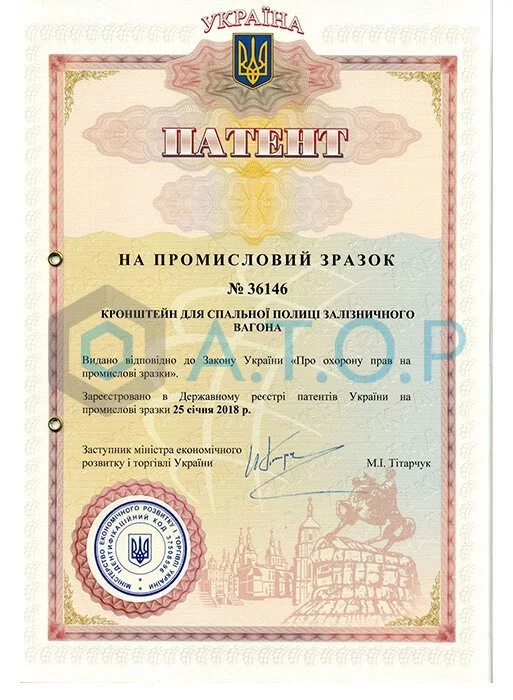 УКРАЇНА
ПАТЕНТ
НА ПРОМИСЛОВИЙ ЗРАЗОК
№ 36146
КРОНШТЕЙН ДЛЯ СПАЛЬНОЇ ПОЛИЦІ ЗАЛІЗНИЧНОГО
ВАГОНА
A.T.O.P
Видано відповідно до Закону України «Про охорону прав на
промислові зразки».
Зареєстровано в Державному реєстрі патентів України на
промислові зразки 25 січня 2018 р.
Заступник міністра економічного
розвитку і торгівлі України
М.І. Тітарчук
МІНІСТЕРСТВО ЕКОНОМІЧНОГО РОЗВИТКУ І ТОРГІВЛІ УКРАЇНИ
ІДЕНТИФІКАЦІЙНИЙ КОД 37508596